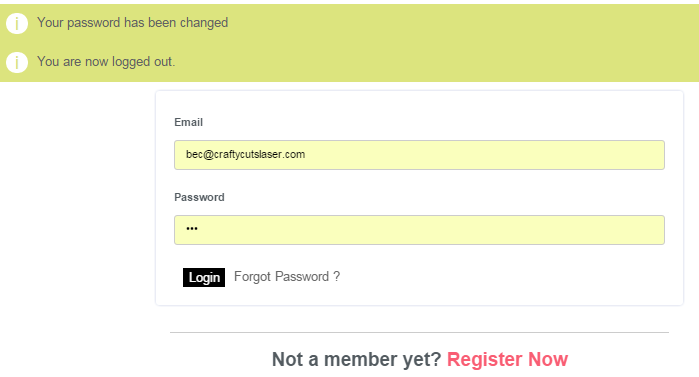 Your password has been changed
You are now logged out.
Email
bec@craftycutslaser.com
Password
•••
Login Forgot Password ?
Not a member yet? Register Now